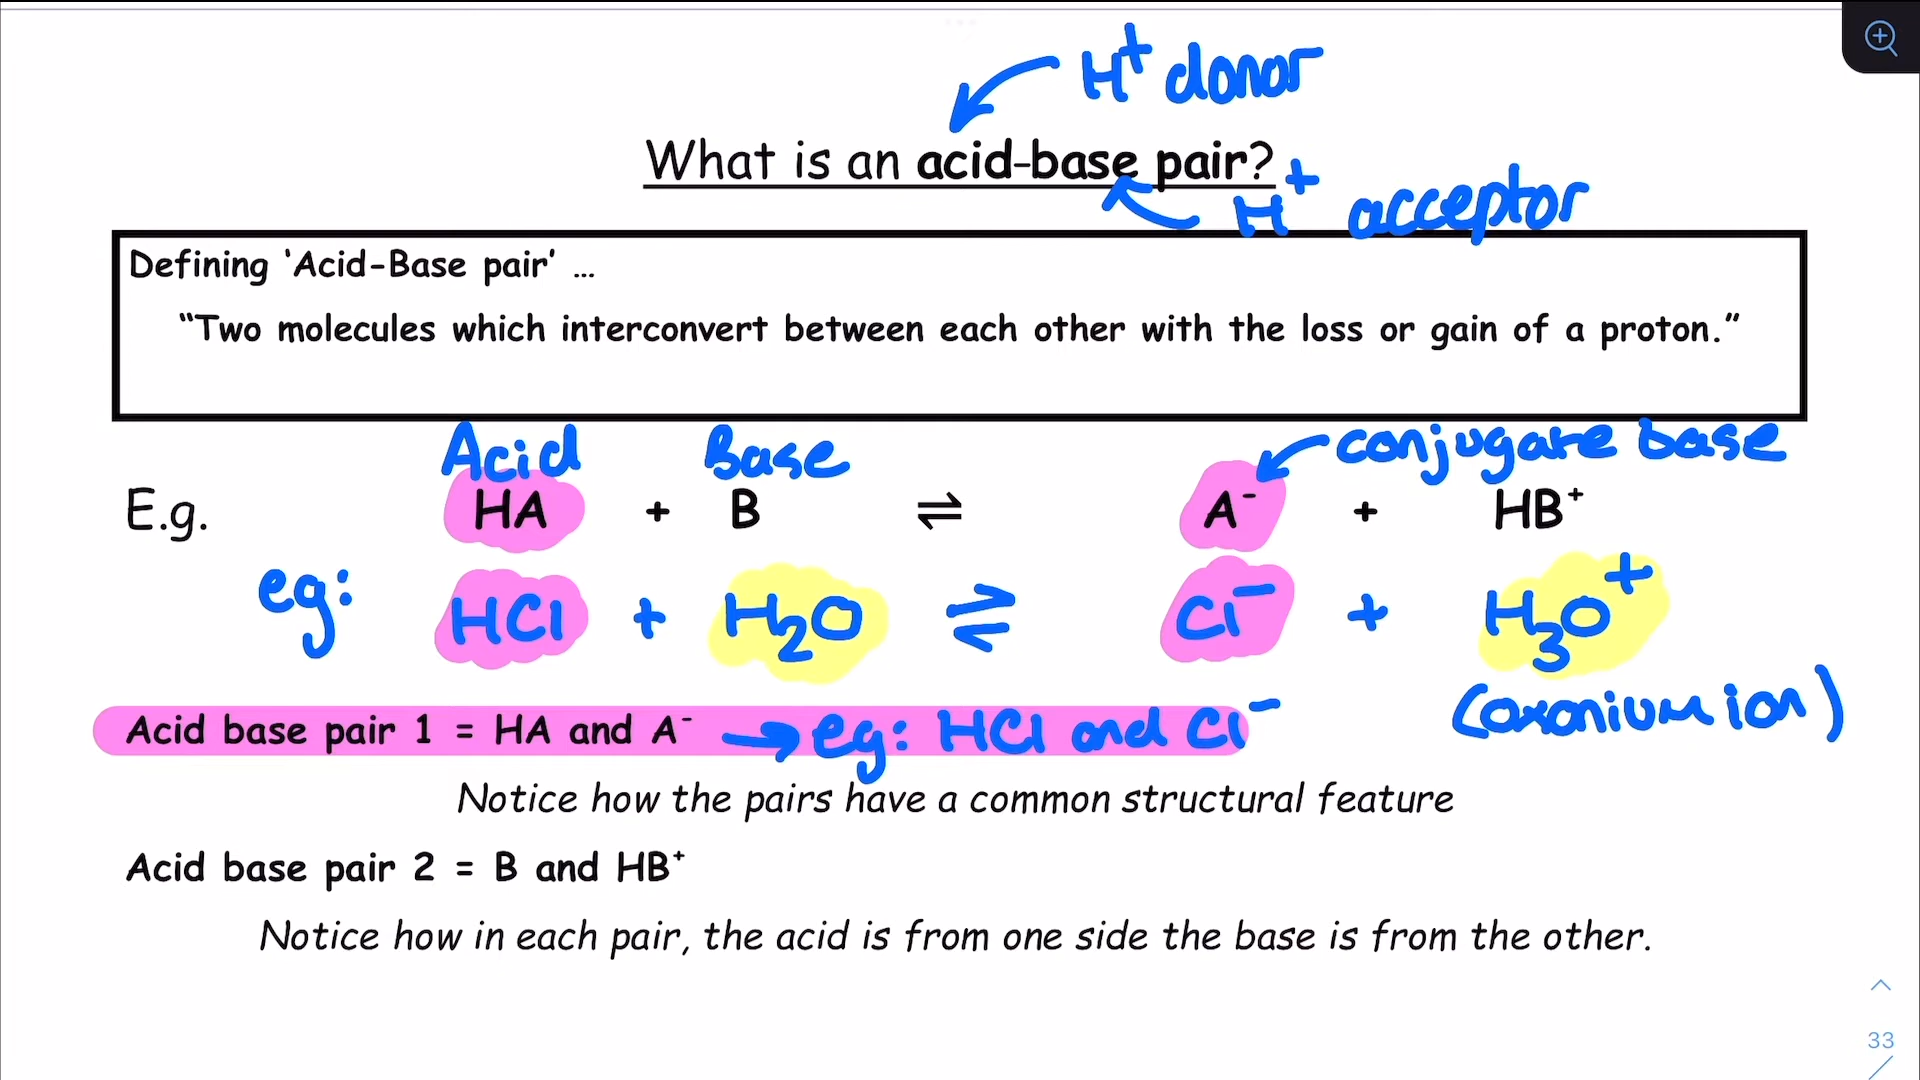 H⁺ donor
What is an acid-base pair?
H⁺ acceptor
Defining ‘Acid-Base pair’ ...
“Two molecules which interconvert between each other with the loss or gain of a proton.”
Acid Base conjugate base
E.g. HA + B ⇌ A⁻ + HB⁺
eg: HCl + H₂O ⇌ Cl⁻ + H₃O⁺
(oxonium ion)
Acid base pair 1 = HA and A⁻ → eg: HCl and Cl⁻
Notice how the pairs have a common structural feature
Acid base pair 2 = B and HB⁺
Notice how in each pair, the acid is from one side the base is from the other.
33